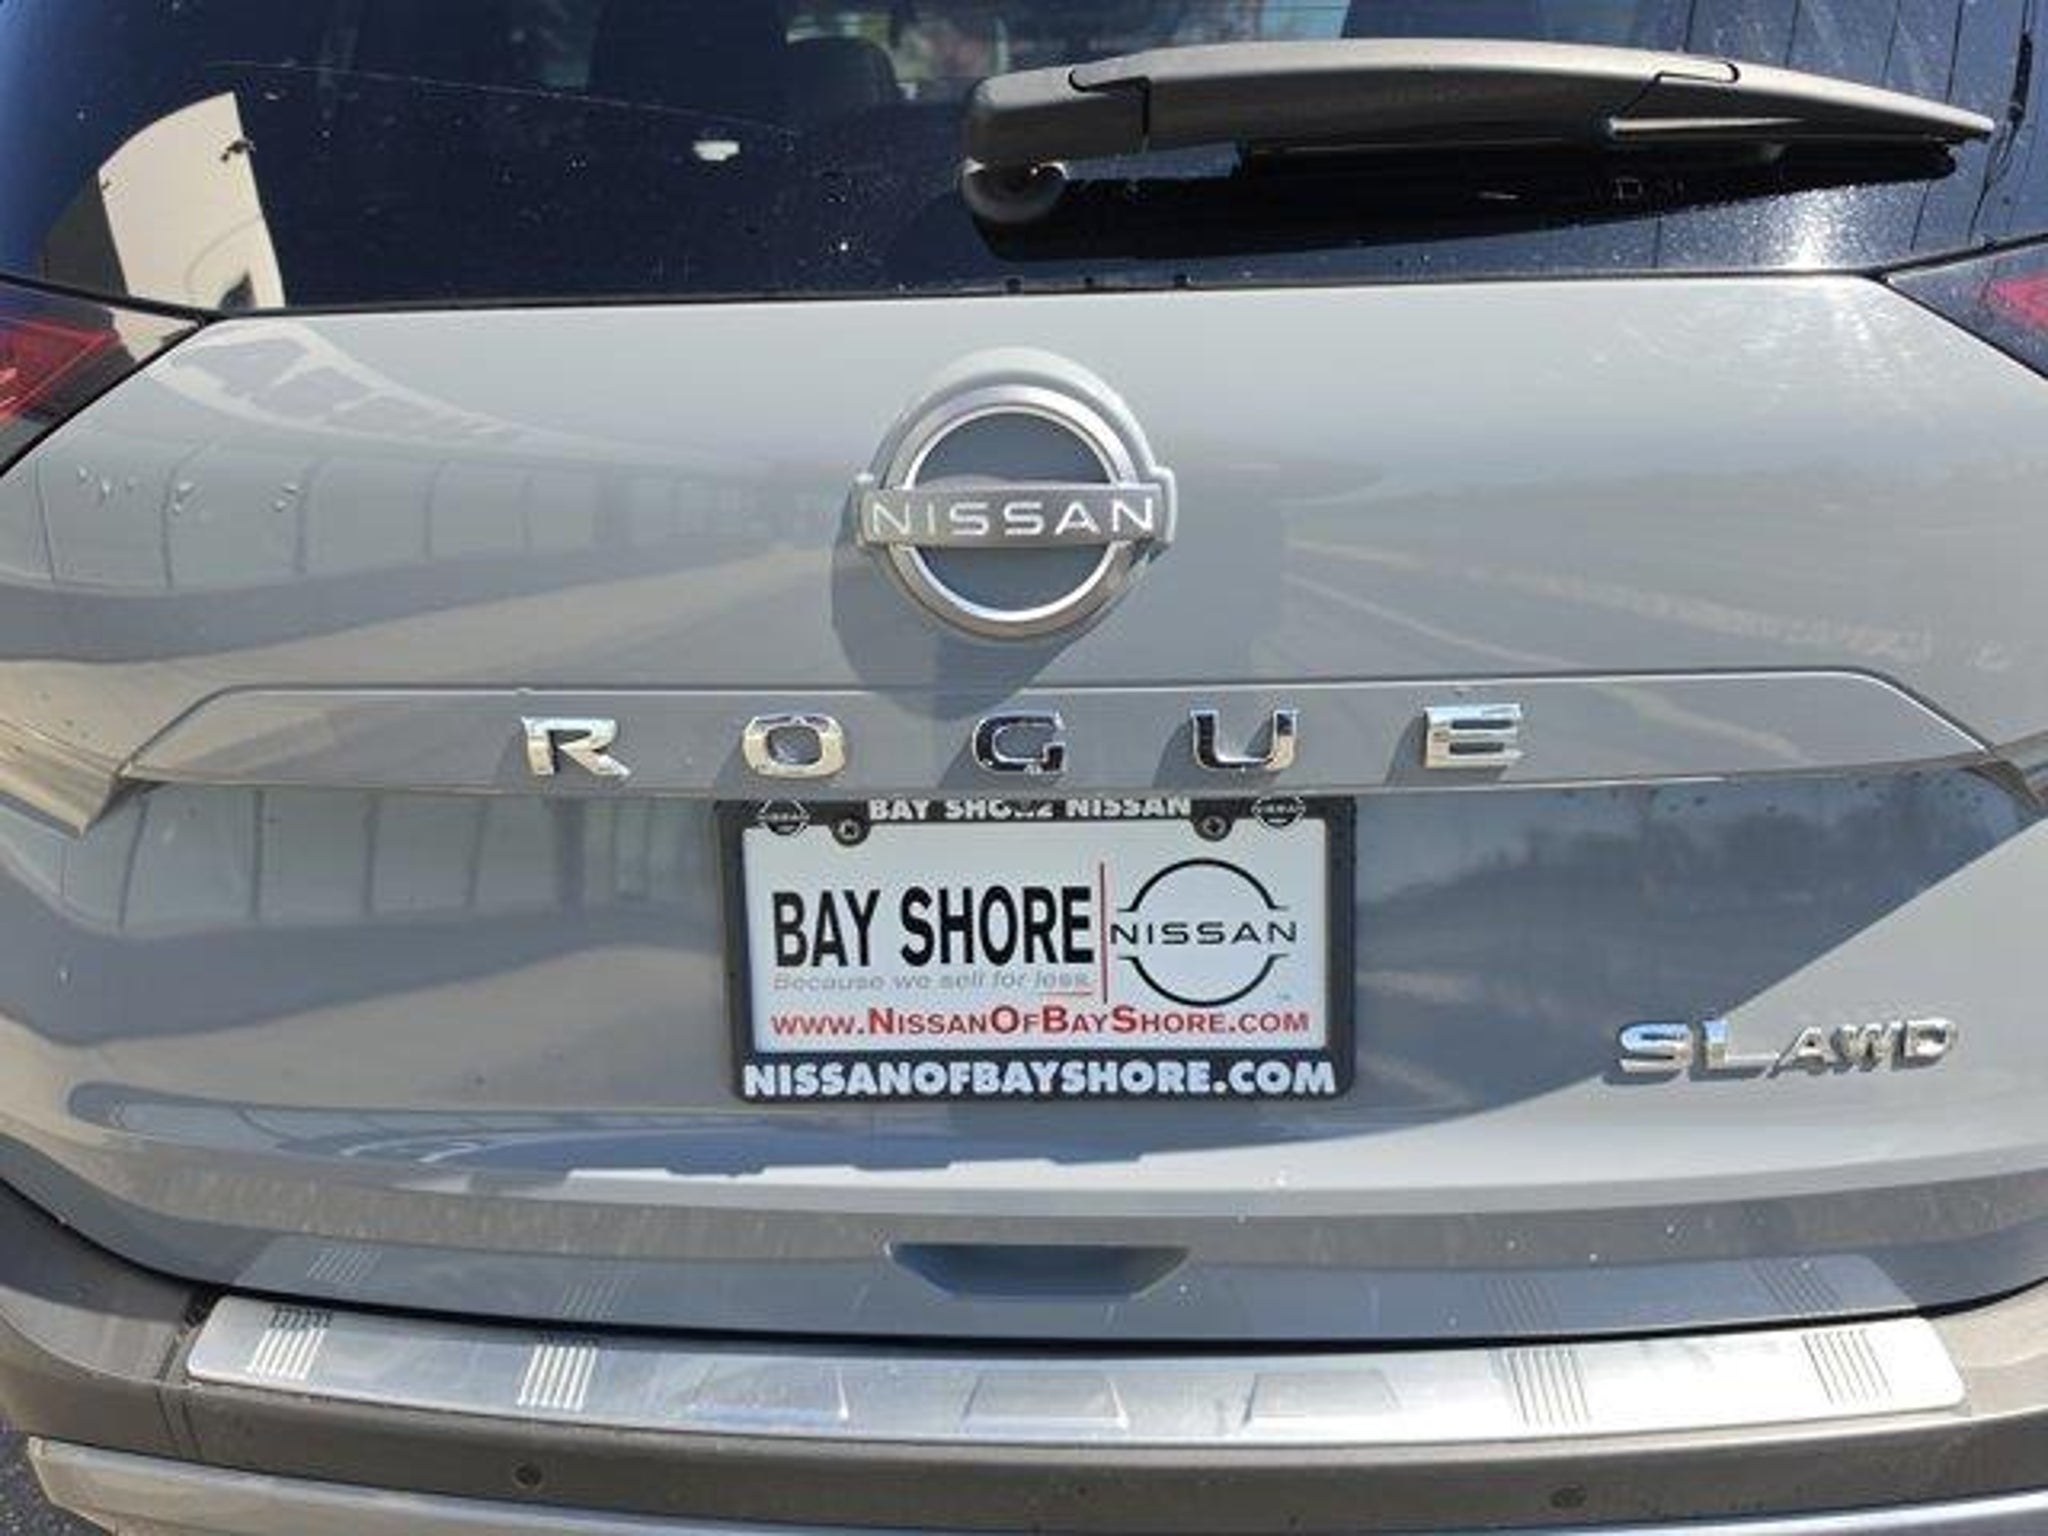 NISSAN
ROGUE
BAY SHORE NISSAN
BAY SHORE
NISSAN
Because we sell for less.
www.NissanOfBayShore.com
NISSANOFBAYSHORE.COM
SL AWD